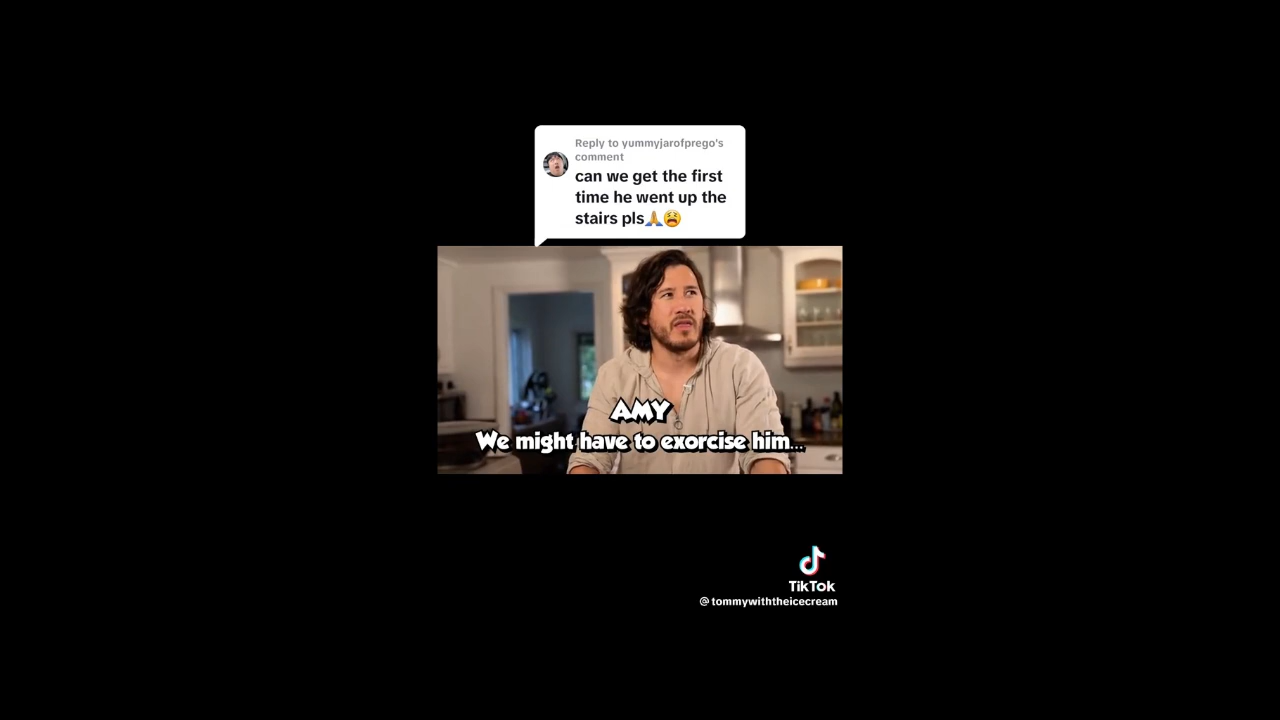 Reply to yummyjarofprego's
comment
can we get the first
time he went up the
stairs pls🙏😫
AMY
We might have to exorcise him...
TikTok
@tommywiththeicecream